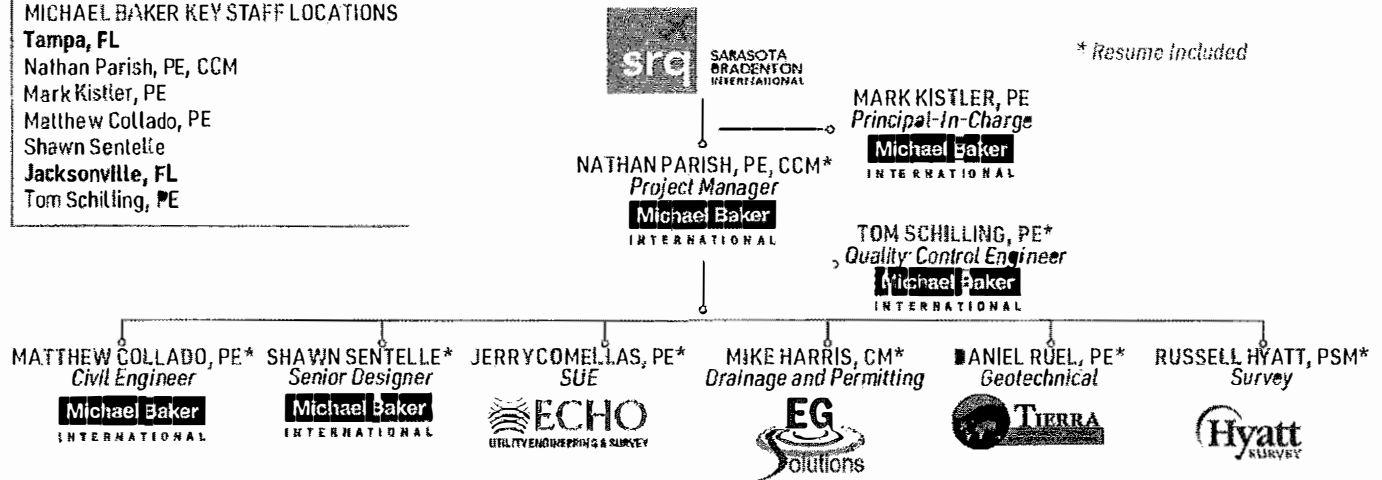 MICHAEL BAKER KEY STAFF LOCATIONS
Tampa, FL
Nathan Parish, PE, CCM
Mark Kistler, PE
Matthew Collado, PE
Shawn Sentelle
Jacksonville, FL
Tom Schilling, PE
srq SARASOTA
BRADENTON
INTERNATIONAL
* Resume Included
MARK KISTLER, PE
Principal-In-Charge
Michael Baker
INTERNATIONAL
NATHAN PARISH, PE, CCM*
Project Manager
Michael Baker
INTERNATIONAL
TOM SCHILLING, PE*
Quality Control Engineer
Michael Baker
INTERNATIONAL
MATTHEW COLLADO, PE*
Civil Engineer
Michael Baker
INTERNATIONAL
SHAWN SENTELLE*
Senior Designer
Michael Baker
INTERNATIONAL
JERRY COMELLAS, PE*
SUE
ECHO
UTILITY ENGINEERING & SURVEY
MIKE HARRIS, CM*
Drainage and Permitting
EG
Solutions
DANIEL RUEL, PE*
Geotechnical
TIERRA
RUSSELL HYATT, PSM*
Survey
Hyatt
SURVEY